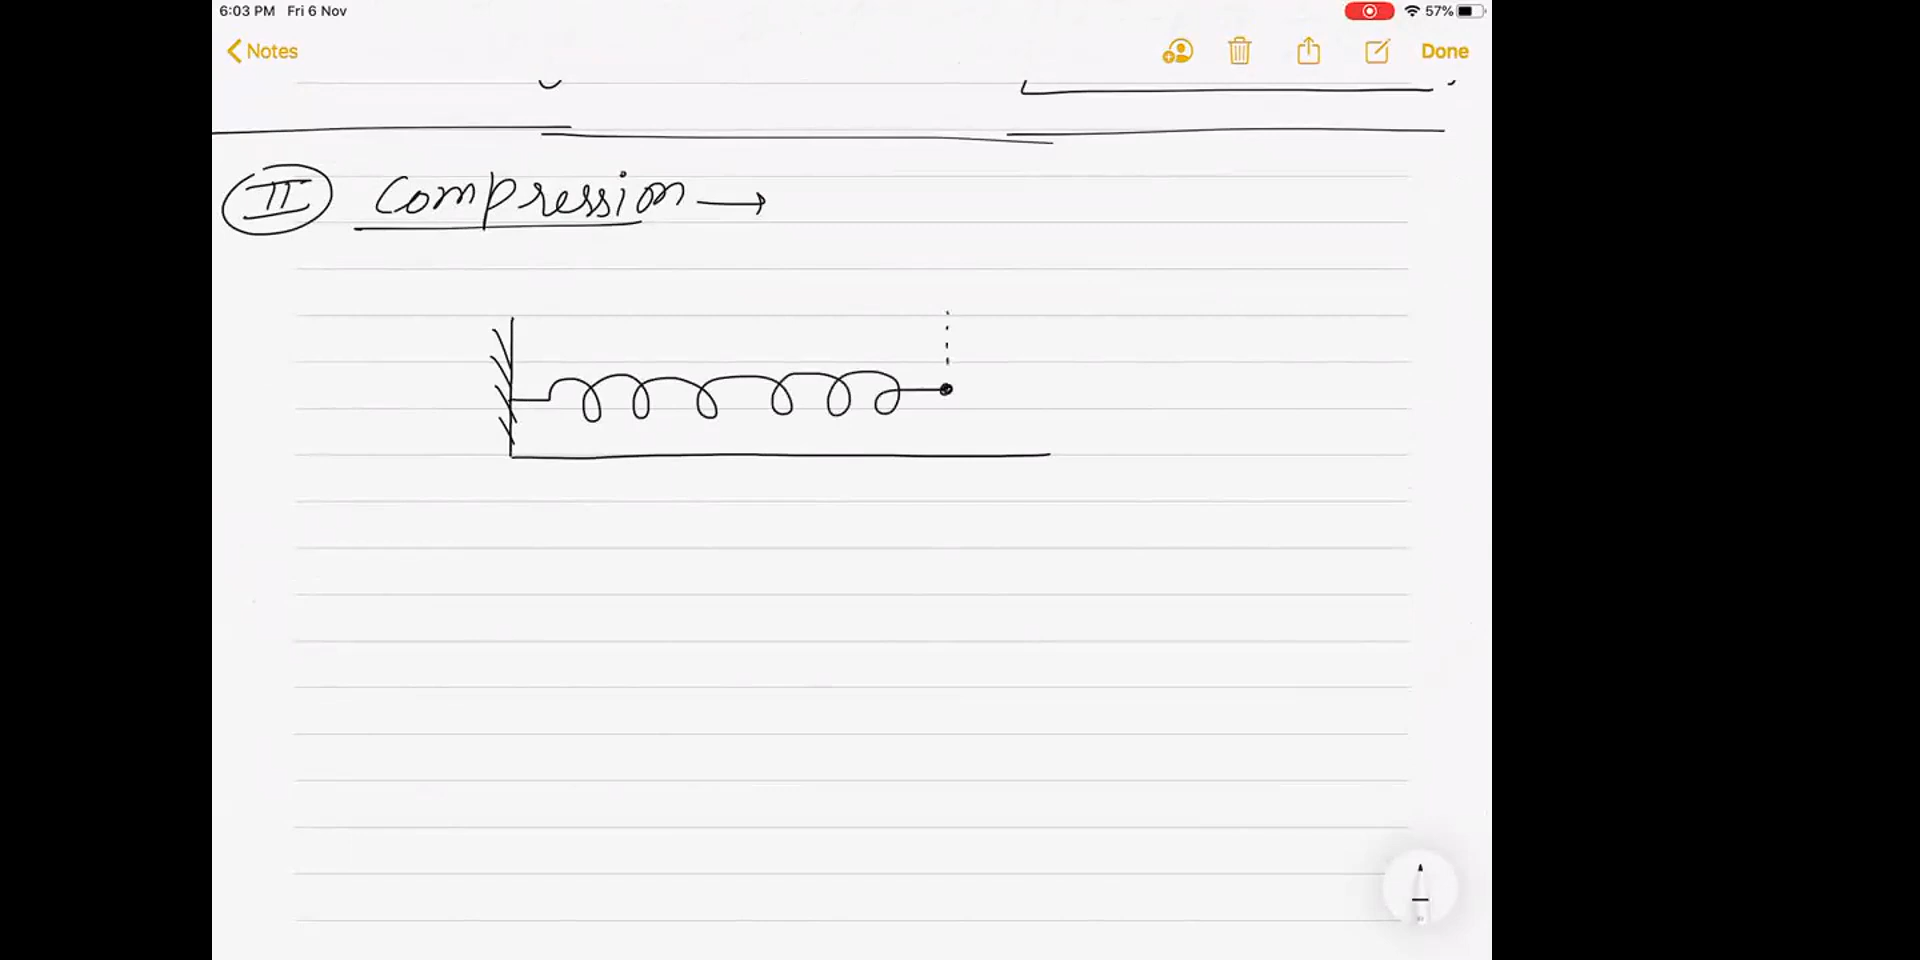 6:03 PM Fri 6 Nov 57%
Notes Done
II Compression →